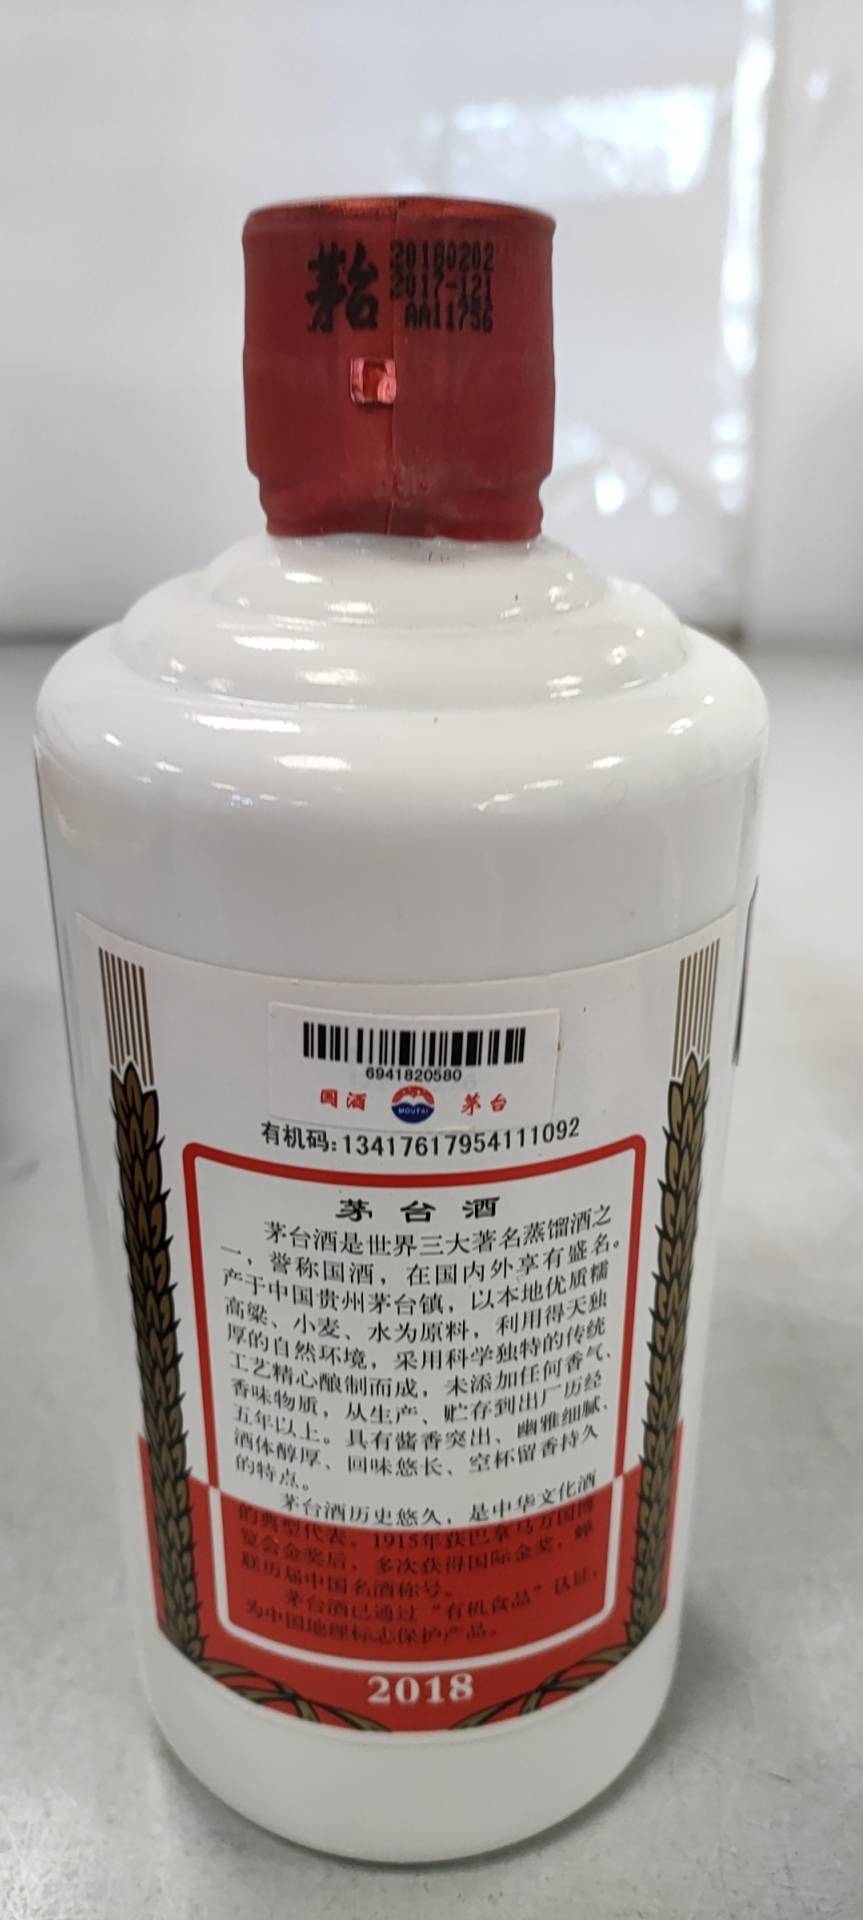 茅台
20180202
2017-121
AA11756
6941820580
國酒 MOUTAI 茅台
有机码:13417617954111092
茅台酒
茅台酒是世界三大著名蒸馏酒之
一，誉称国酒，在国内外享有盛名。
产于中国贵州茅台镇，以本地优质糯
高粱、小麦、水为原料，利用得天独
厚的自然环境，采用科学独特的传统
工艺精心酿制而成，未添加任何香气、
香味物质，从生产、贮存到出厂历经
五年以上。具有酱香突出、幽雅细腻、
酒体醇厚、回味悠长、空杯留香持久
的特点。
茅台酒历史悠久，是中华文化酒
的典型代表。1915年获巴拿马万国博
览会金奖后，多次获得国际金奖，蝉
联历届中国名酒称号。
茅台酒已通过“有机食品”认证，
为中国地理标志保护产品。
2018